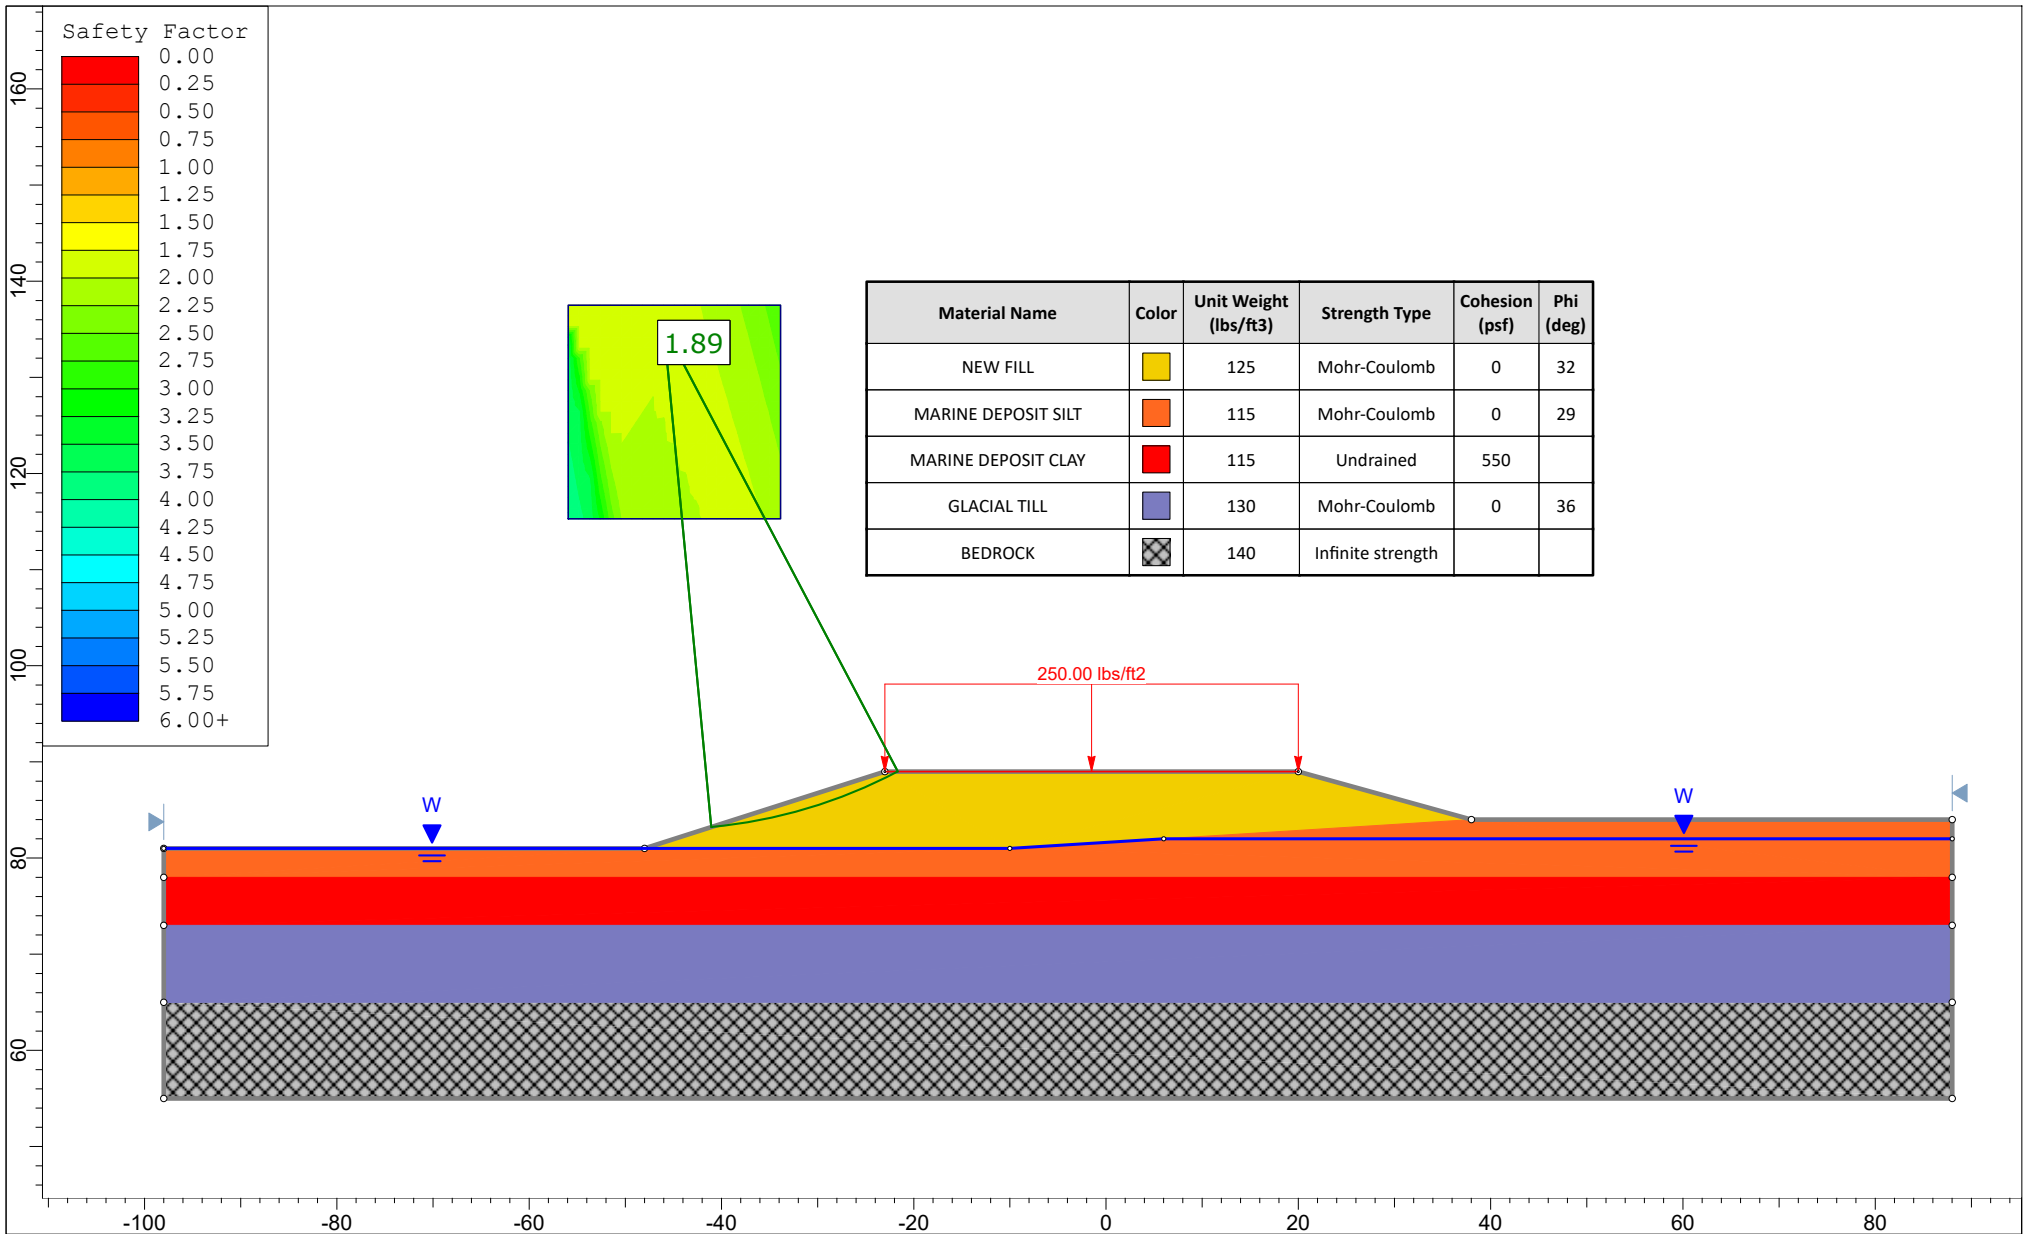 Safety Factor
0.00
0.25
0.50
0.75
1.00
1.25
1.50
1.75
2.00
2.25
2.50
2.75
3.00
3.25
3.50
3.75
4.00
4.25
4.50
4.75
5.00
5.25
5.50
5.75
6.00+
160
140
120
100
80
60
1.89
Material Name Color Unit Weight (lbs/ft3) Strength Type Cohesion (psf) Phi (deg)
NEW FILL 125 Mohr-Coulomb 0 32
MARINE DEPOSIT SILT 115 Mohr-Coulomb 0 29
MARINE DEPOSIT CLAY 115 Undrained 550
GLACIAL TILL 130 Mohr-Coulomb 0 36
BEDROCK 140 Infinite strength
250.00 lbs/ft2
W
W
-100 -80 -60 -40 -20 0 20 40 60 80